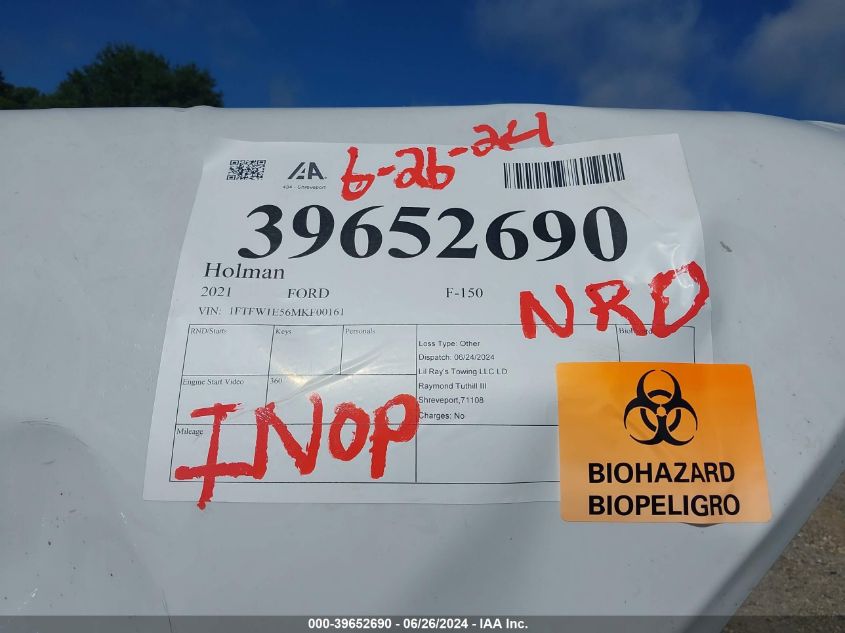 IAA
434 - Shreveport
6-26-24
39652690
Holman
2021 FORD F-150
VIN: 1FTFW1E56MKF00161
NRD
RND/Starts Keys Personals
Loss Type: Other
Dispatch: 06/24/2024
Lil Ray's Towing LLC LD
Engine Start Video 360
Raymond Tuthill III
Shreveport,71108
Charges: No
INOP
Mileage
BIOHAZARD
BIOPELIGRO
000-39652690 - 06/26/2024 - IAA Inc.